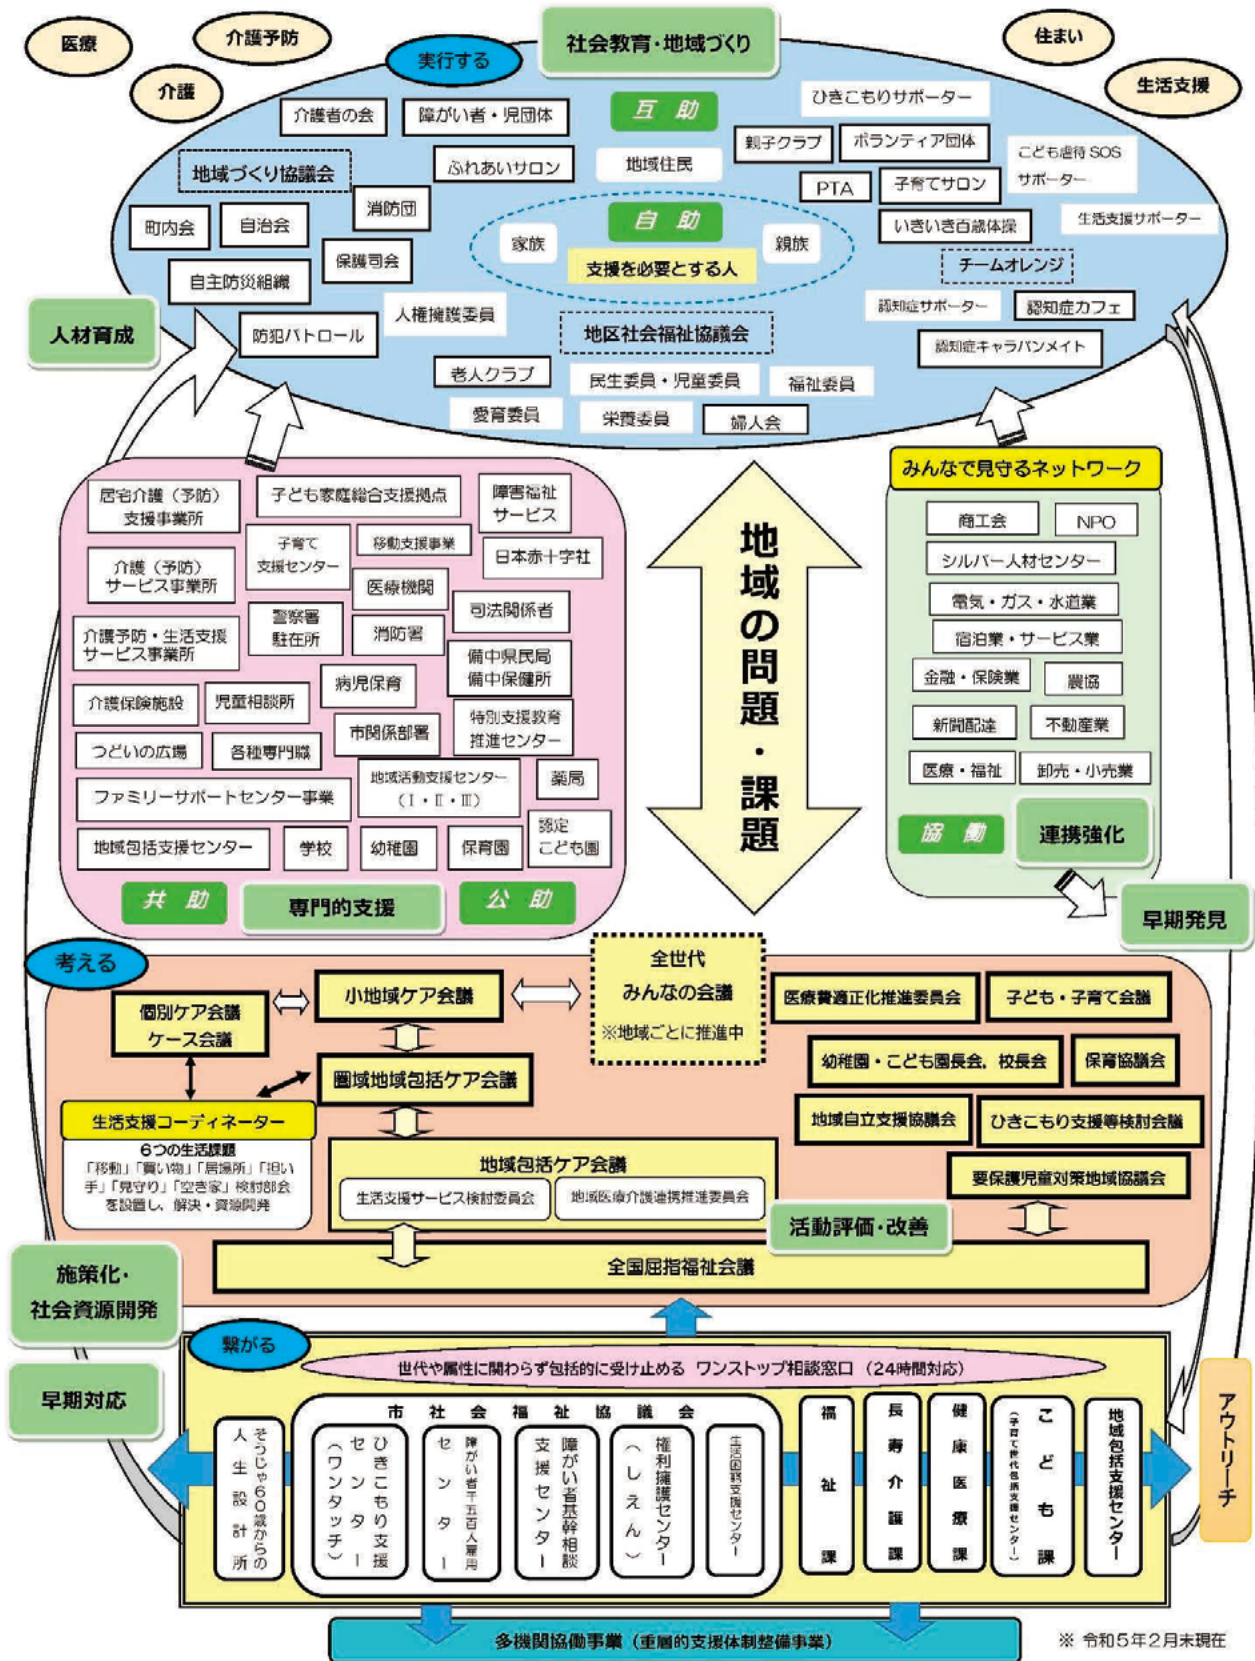 医療
介護予防
介護
実行する
社会教育・地域づくり
住まい
生活支援
介護者の会
障がい者・児団体
互助
ひきこもりサポーター
親子クラブ
ボランティア団体
こども虐待SOS
サポーター
地域づくり協議会
ふれあいサロン
地域住民
PTA
子育てサロン
町内会
自治会
消防団
自助
家族
親族
支援を必要とする人
いきいき百歳体操
生活支援サポーター
チームオレンジ
保護司会
自主防災組織
認知症サポーター
認知症カフェ
人材育成
防犯パトロール
人権擁護委員
地区社会福祉協議会
認知症キャラバンメイト
老人クラブ
民生委員・児童委員
福祉委員
愛育委員
栄養委員
婦人会
居宅介護（予防）
支援事業所
子ども家庭総合支援拠点
障害福祉
サービス
子育て
支援センター
移動支援事業
日本赤十字社
介護（予防）
サービス事業所
医療機関
司法関係者
警察署
駐在所
消防署
介護予防・生活支援
サービス事業所
備中県民局
備中保健所
病児保育
介護保険施設
児童相談所
市関係部署
特別支援教育
推進センター
つどいの広場
各種専門職
地域活動支援センター
（Ⅰ・Ⅱ・Ⅲ）
薬局
ファミリーサポートセンター事業
地域包括支援センター
学校
幼稚園
保育園
認定
こども園
共助
専門的支援
公助
地域の問題・課題
みんなで見守るネットワーク
商工会
NPO
シルバー人材センター
電気・ガス・水道業
宿泊業・サービス業
金融・保険業
農協
新聞配達
不動産業
医療・福祉
卸売・小売業
協働
連携強化
早期発見
考える
個別ケア会議
ケース会議
小地域ケア会議
全世代
みんなの会議
※地域ごとに推進中
医療費適正化推進委員会
子ども・子育て会議
圏域地域包括ケア会議
幼稚園・こども園長会，校長会
保育協議会
生活支援コーディネーター
6つの生活課題
「移動」「買い物」「居場所」「担い
手」「見守り」「空き家」検討部会
を設置し、解決・資源開発
地域自立支援協議会
ひきこもり支援等検討会議
地域包括ケア会議
生活支援サービス検討委員会
地域医療介護連携推進委員会
要保護児童対策地域協議会
活動評価・改善
全国屈指福祉会議
施策化・
社会資源開発
早期対応
繋がる
世代や属性に関わらず包括的に受け止める ワンストップ相談窓口（24時間対応）
そうじゃ60歳からの
人生設計所
市社会福祉協議会
ひきこもり支援
センター
（ワンタッチ）
障がい者千五百人雇用
センター
障がい者基幹相談
支援センター
権利擁護センター
（しえん）
生活困窮支援センター
福祉課
長寿介護課
健康医療課
こども課
（子育て世代包括支援センター）
地域包括支援センター
アウトリーチ
多機関協働事業（重層的支援体制整備事業）
※ 令和5年2月末現在